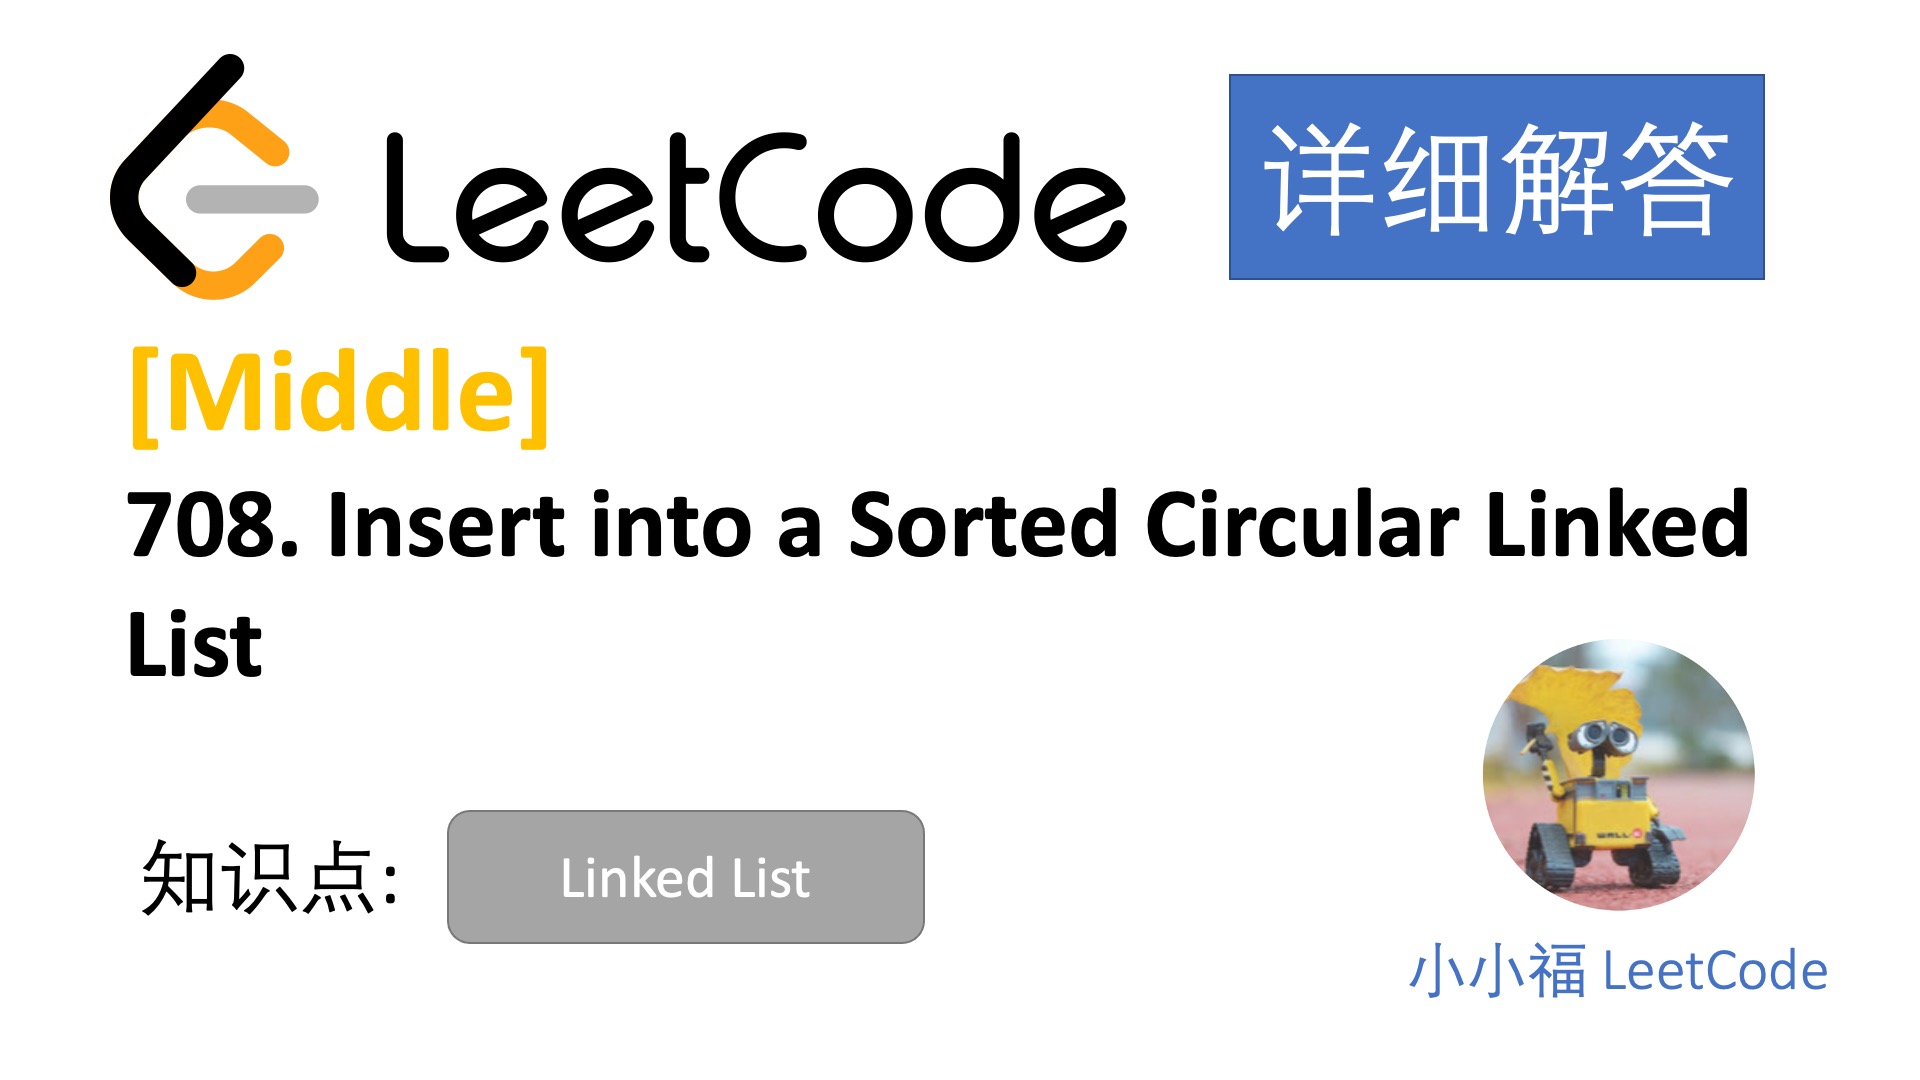 LeetCode
详细解答
[Middle]
708. Insert into a Sorted Circular Linked
List
知识点:
Linked List
WALL·E
小小福 LeetCode